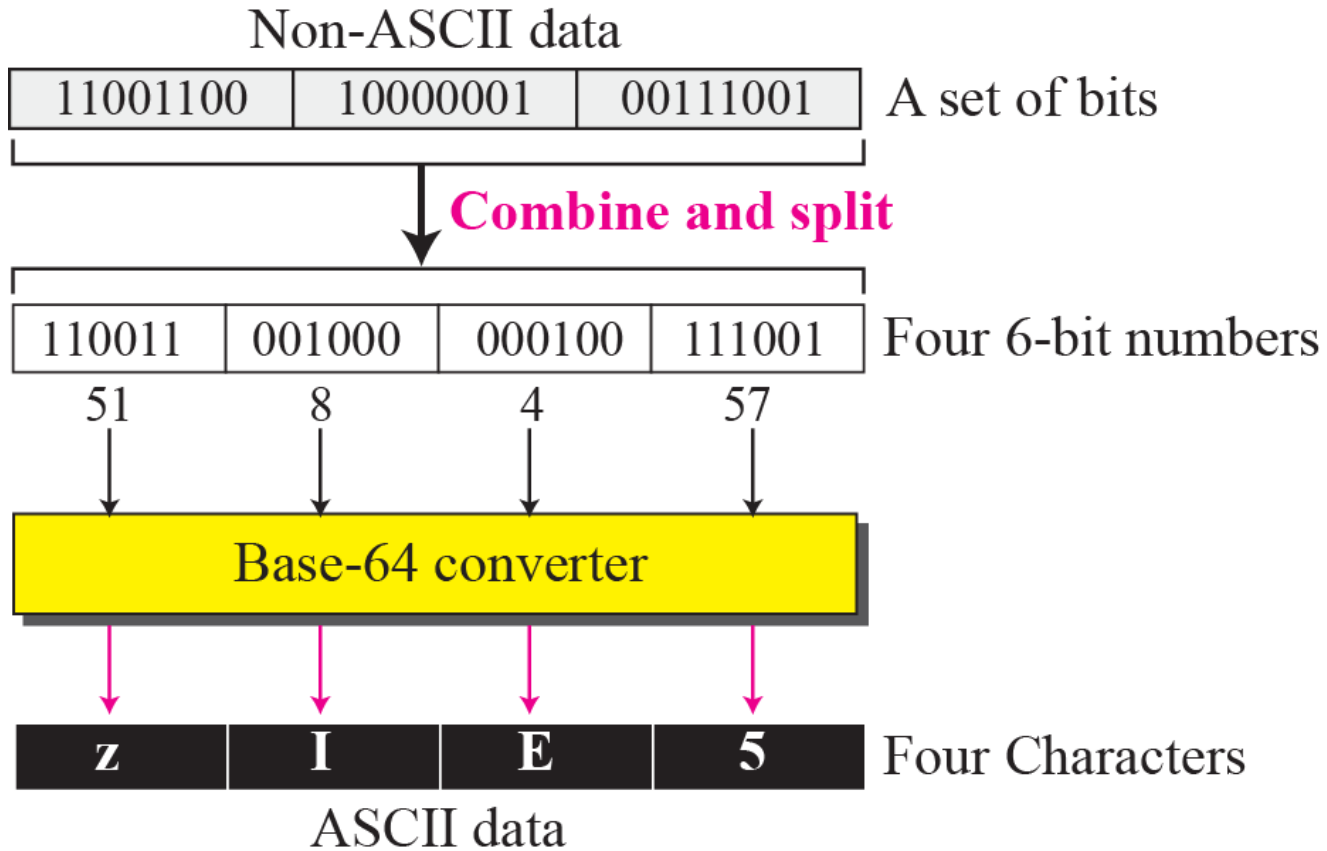 Non-ASCII data
11001100 10000001 00111001 A set of bits
Combine and split
110011 001000 000100 111001 Four 6-bit numbers
51 8 4 57
Base-64 converter
z I E 5 Four Characters
ASCII data